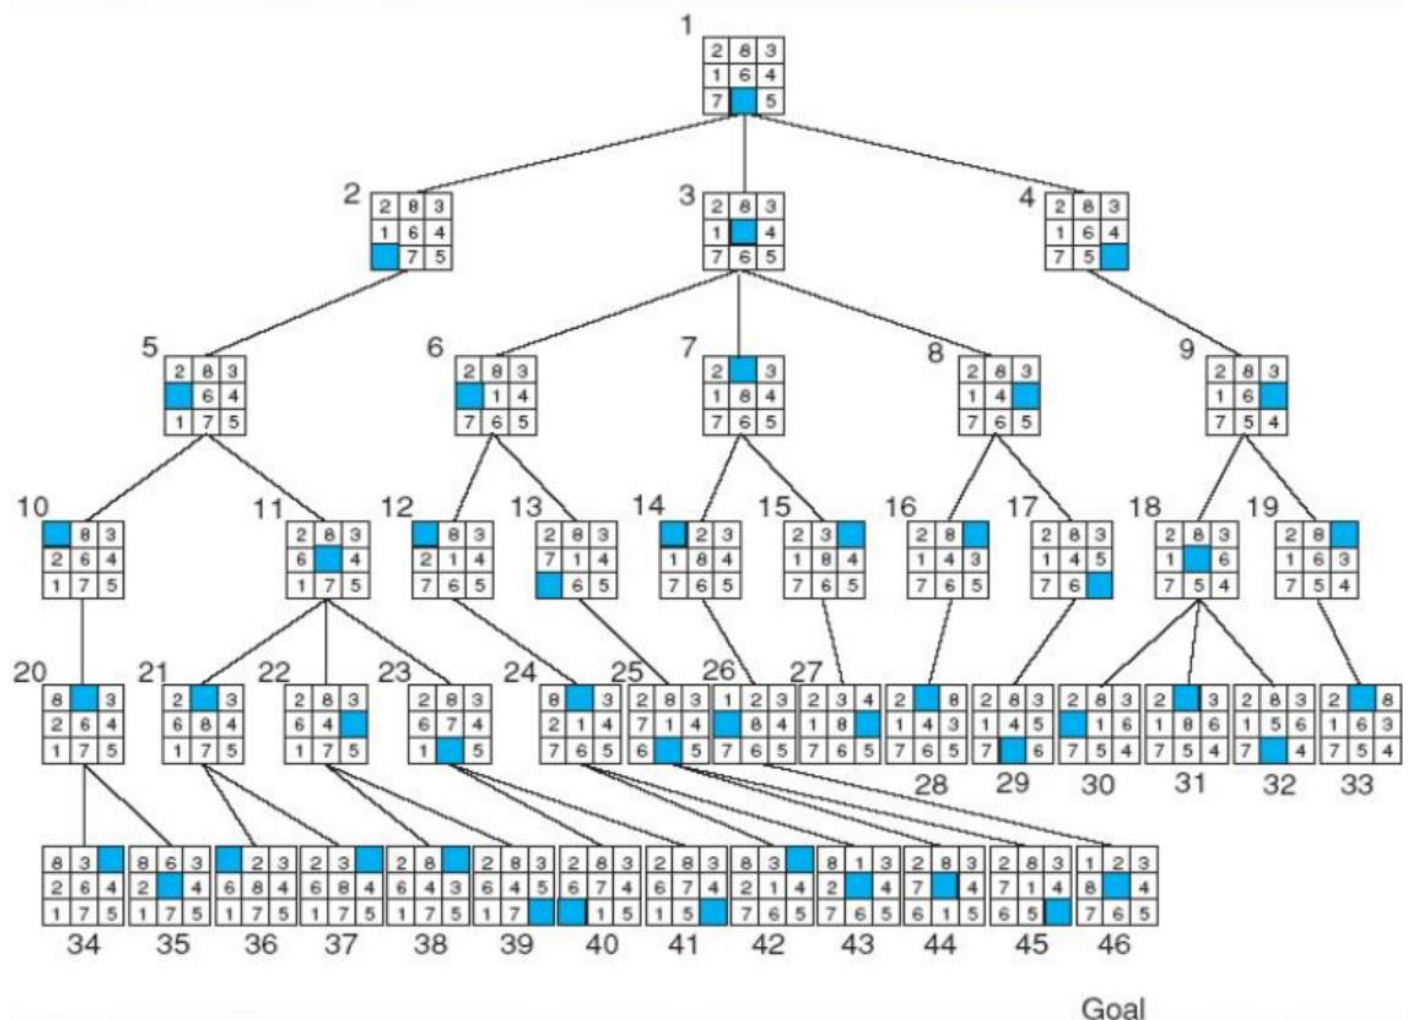 1
2 8 3
1 6 4
7 5
2
2 8 3
1 6 4
7 5
3
2 8 3
1 4
7 6 5
4
2 8 3
1 6 4
7 5
5
2 8 3
6 4
1 7 5
6
2 8 3
1 4
7 6 5
7
2 3
1 8 4
7 6 5
8
2 8 3
1 4
7 6 5
9
2 8 3
1 6
7 5 4
10
8 3
2 6 4
1 7 5
11
2 8 3
6 4
1 7 5
12
8 3
2 1 4
7 6 5
13
2 8 3
7 1 4
6 5
14
2 3
1 8 4
7 6 5
15
2 3
1 8 4
7 6 5
16
2 8
1 4 3
7 6 5
17
2 8 3
1 4 5
7 6
18
2 8 3
1 6
7 5 4
19
2 8
1 6 3
7 5 4
20
8 3
2 6 4
1 7 5
21
2 3
6 8 4
1 7 5
22
2 8 3
6 4
1 7 5
23
2 8 3
6 7 4
1 5
24
8 3
2 1 4
7 6 5
25
2 8 3
7 1 4
6 5
26
1 2 3
8 4
7 6 5
27
2 3 4
1 8
7 6 5
2 8
1 4 3
7 6 5
28
2 8 3
1 4 5
7 6
29
2 8 3
1 6
7 5 4
30
2 3
1 8 6
7 5 4
31
2 8 3
1 5 6
7 4
32
2 8
1 6 3
7 5 4
33
8 3
2 6 4
1 7 5
34
8 6 3
2 4
1 7 5
35
2 3
6 8 4
1 7 5
36
2 3
6 8 4
1 7 5
37
2 8
6 4 3
1 7 5
38
2 8 3
6 4 5
1 7
39
2 8 3
6 7 4
1 5
40
2 8 3
6 7 4
1 5
41
8 3
2 1 4
7 6 5
42
8 1 3
2 4
7 6 5
43
2 8 3
7 4
6 1 5
44
2 8 3
7 1 4
6 5
45
1 2 3
8 4
7 6 5
46
Goal